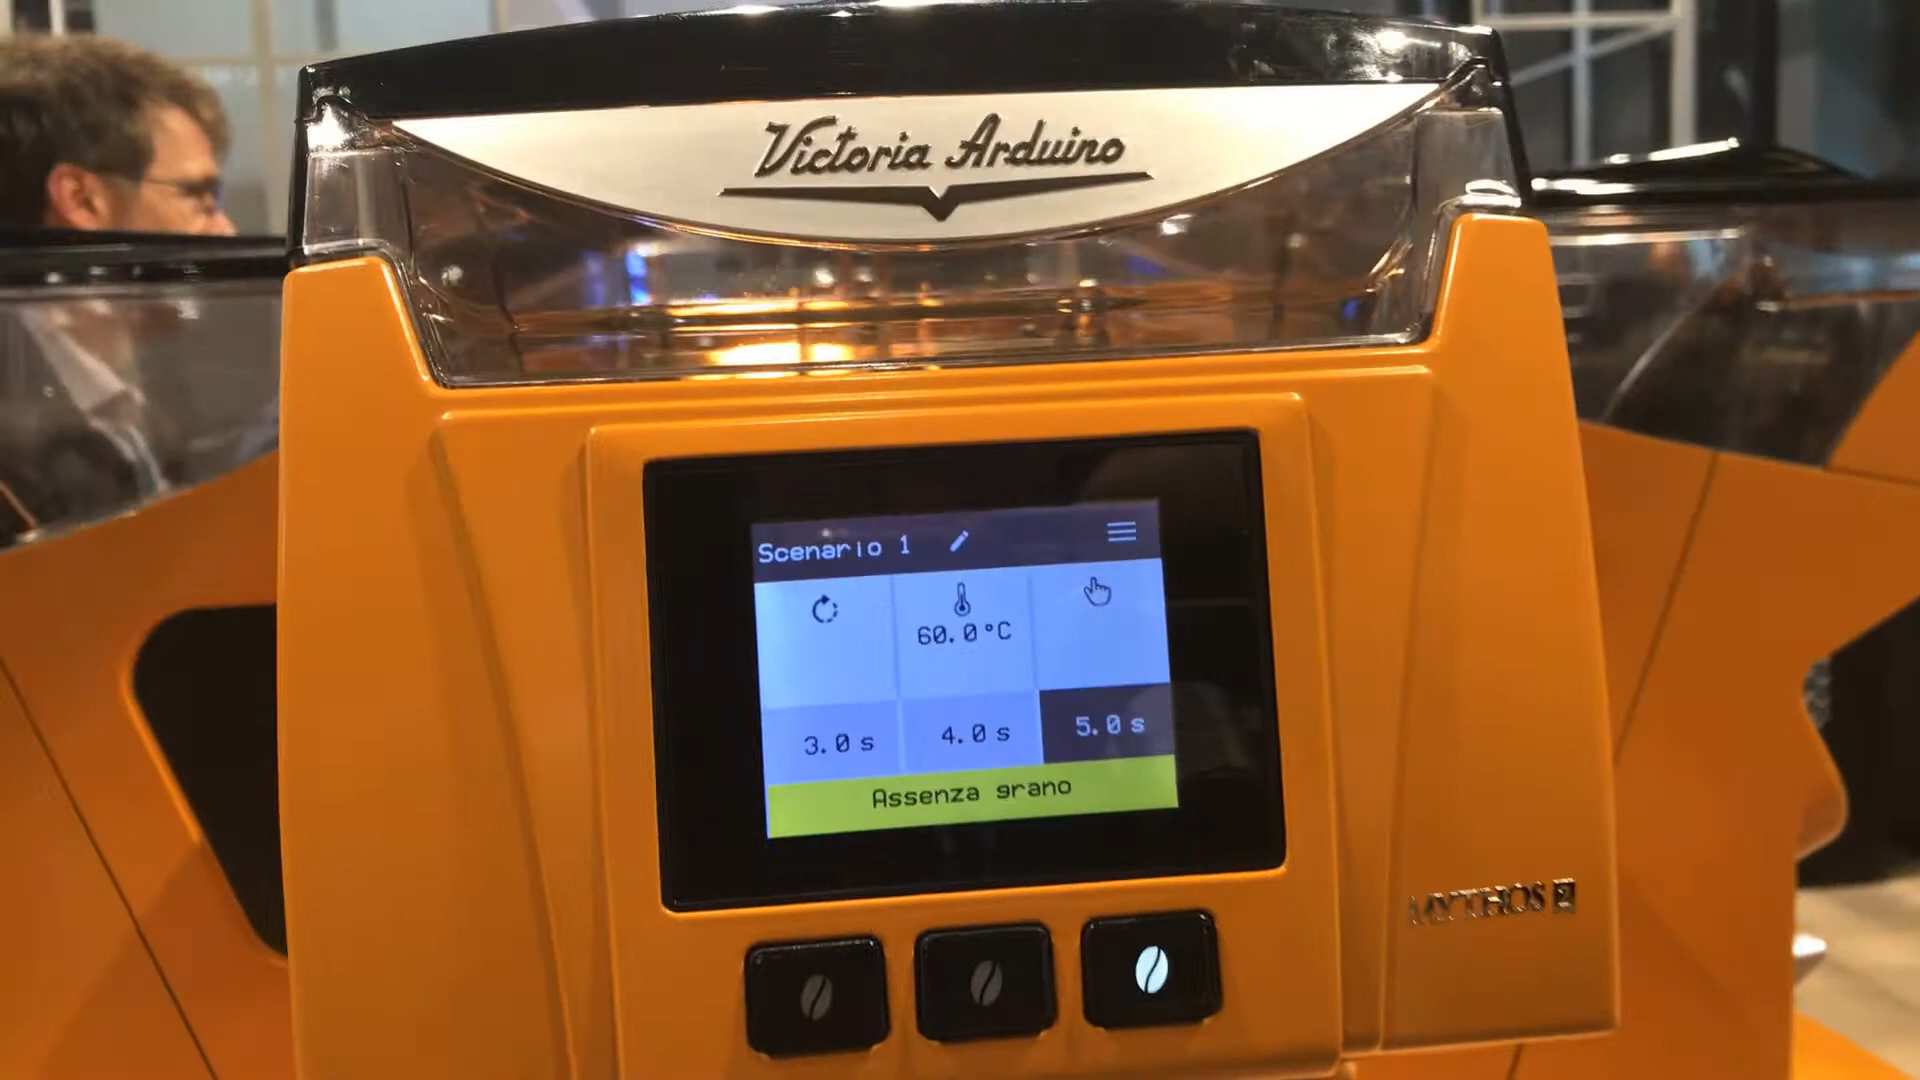 Victoria Arduino
Scenario 1
60.0°C
3.0 s
4.0 s
5.0 s
Assenza grano
MYTHOS 2